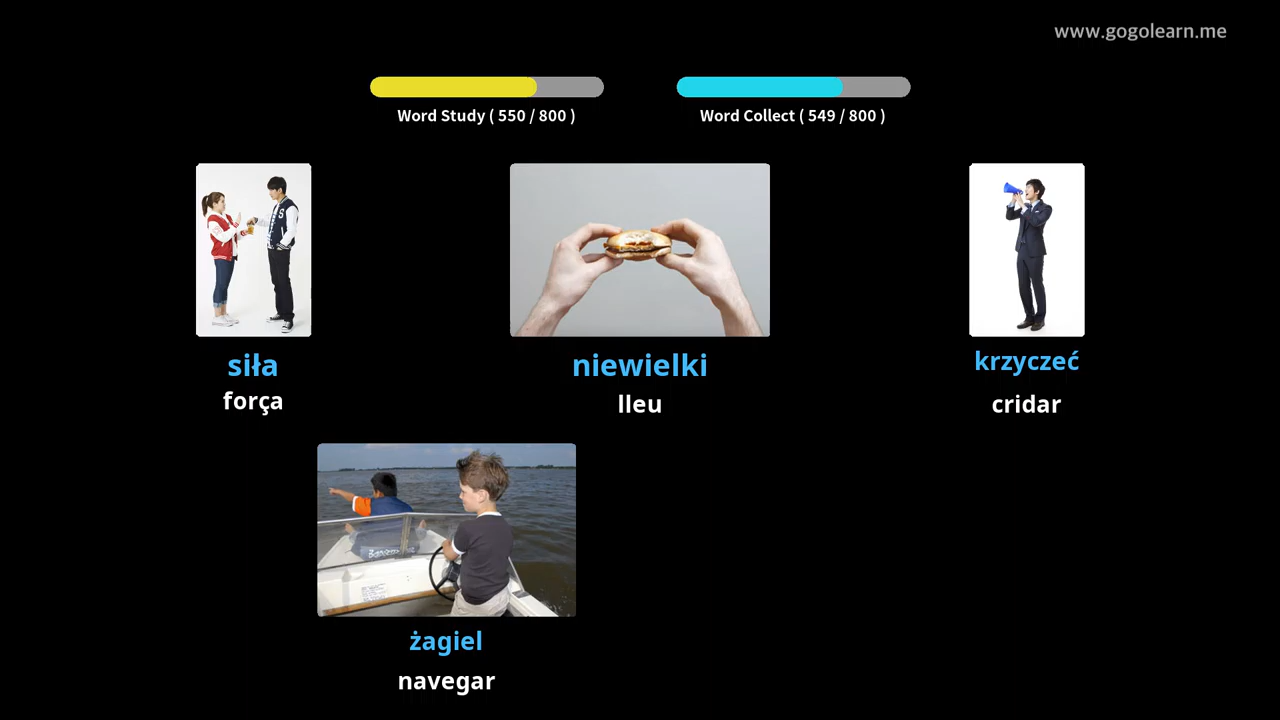 www.gogolearn.me
Word Study ( 550 / 800 )
Word Collect ( 549 / 800 )
siła
força
niewielki
lleu
krzyczeć
cridar
żagiel
navegar